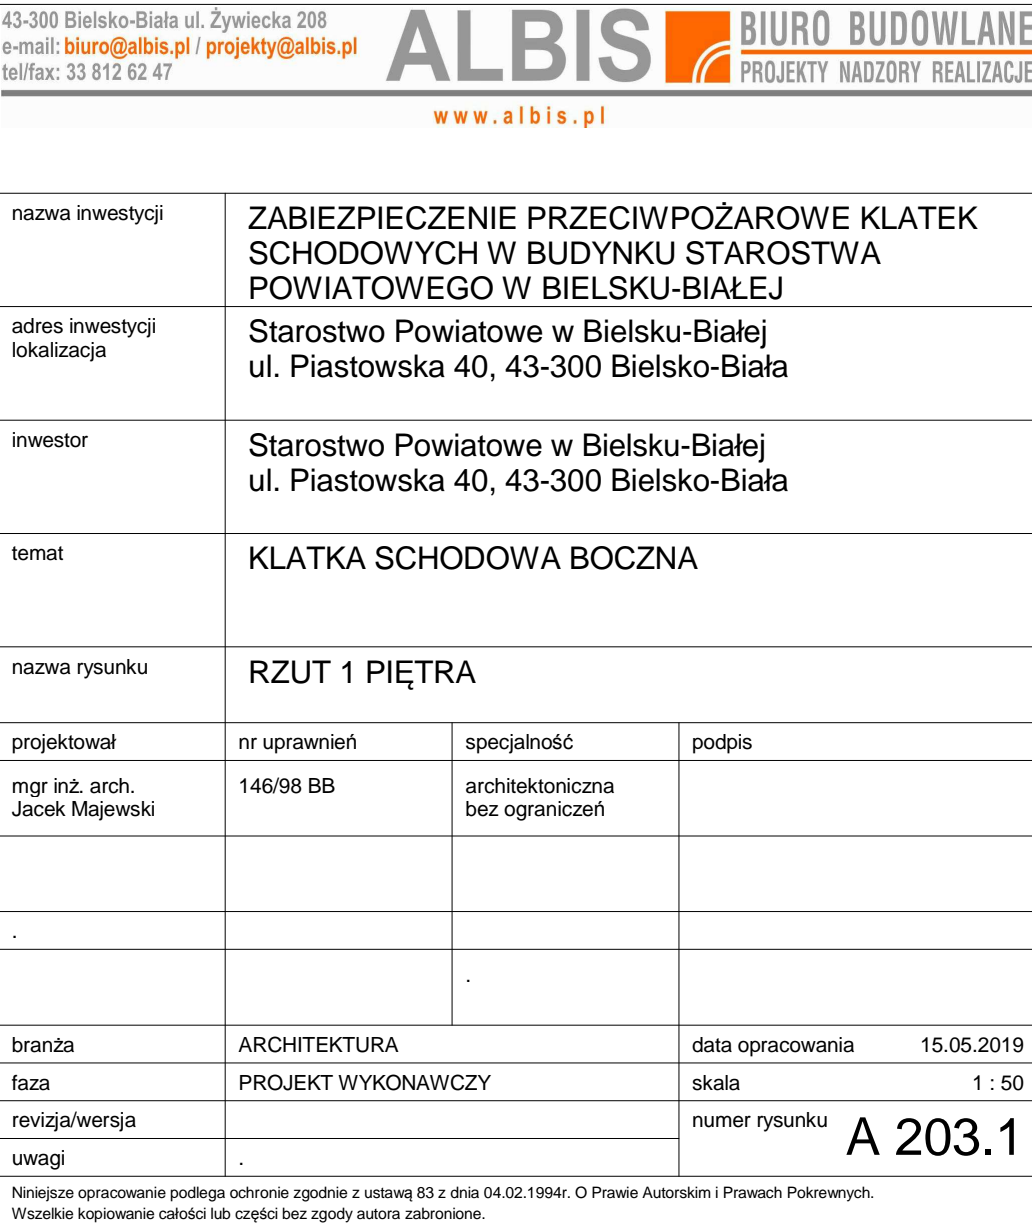 43-300 Bielsko-Biała ul. Żywiecka 208
e-mail: biuro@albis.pl / projekty@albis.pl
tel/fax: 33 812 62 47
ALBIS
BIURO BUDOWLANE
PROJEKTY NADZORY REALIZACJE
www.albis.pl
nazwa inwestycji
ZABIEZPIECZENIE PRZECIWPOŻAROWE KLATEK
SCHODOWYCH W BUDYNKU STAROSTWA
POWIATOWEGO W BIELSKU-BIAŁEJ
adres inwestycji
lokalizacja
Starostwo Powiatowe w Bielsku-Białej
ul. Piastowska 40, 43-300 Bielsko-Biała
inwestor
Starostwo Powiatowe w Bielsku-Białej
ul. Piastowska 40, 43-300 Bielsko-Biała
temat
KLATKA SCHODOWA BOCZNA
nazwa rysunku
RZUT 1 PIĘTRA
projektował nr uprawnień specjalność podpis
mgr inż. arch. 146/98 BB architektoniczna
Jacek Majewski bez ograniczeń
.
.
branża ARCHITEKTURA data opracowania 15.05.2019
faza PROJEKT WYKONAWCZY skala 1 : 50
revizja/wersja numer rysunku A 203.1
uwagi .
Niniejsze opracowanie podlega ochronie zgodnie z ustawą 83 z dnia 04.02.1994r. O Prawie Autorskim i Prawach Pokrewnych.
Wszelkie kopiowanie całości lub części bez zgody autora zabronione.